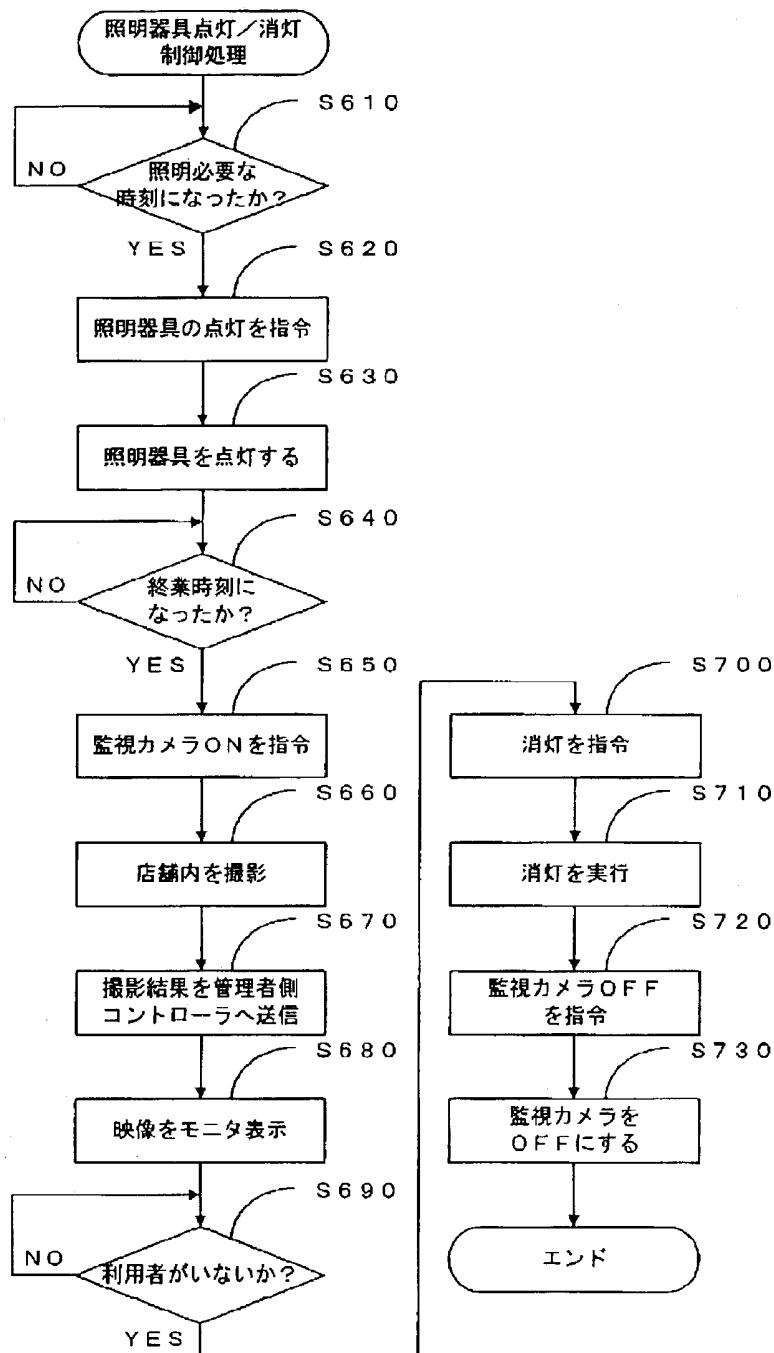 照明器具点灯／消灯
制御処理
S610
NO
照明必要な
時刻になったか？
YES
S620
照明器具の点灯を指令
S630
照明器具を点灯する
S640
NO
終業時刻に
なったか？
YES
S650
監視カメラONを指令
S660
店舗内を撮影
S670
撮影結果を管理者側
コントローラへ送信
S680
映像をモニタ表示
S690
NO
利用者がいないか？
YES
S700
消灯を指令
S710
消灯を実行
S720
監視カメラOFF
を指令
S730
監視カメラを
OFFにする
エンド